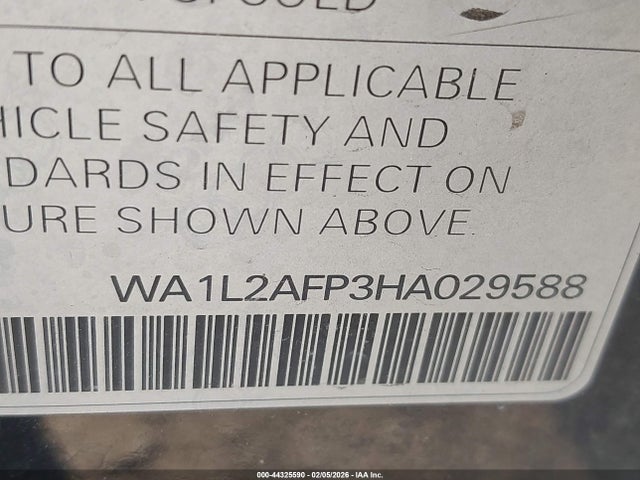 TO ALL APPLICABLE
HICLE SAFETY AND
DARDS IN EFFECT ON
URE SHOWN ABOVE.
WA1L2AFP3HA029588
000-44325590 - 02/05/2026 - IAA Inc.